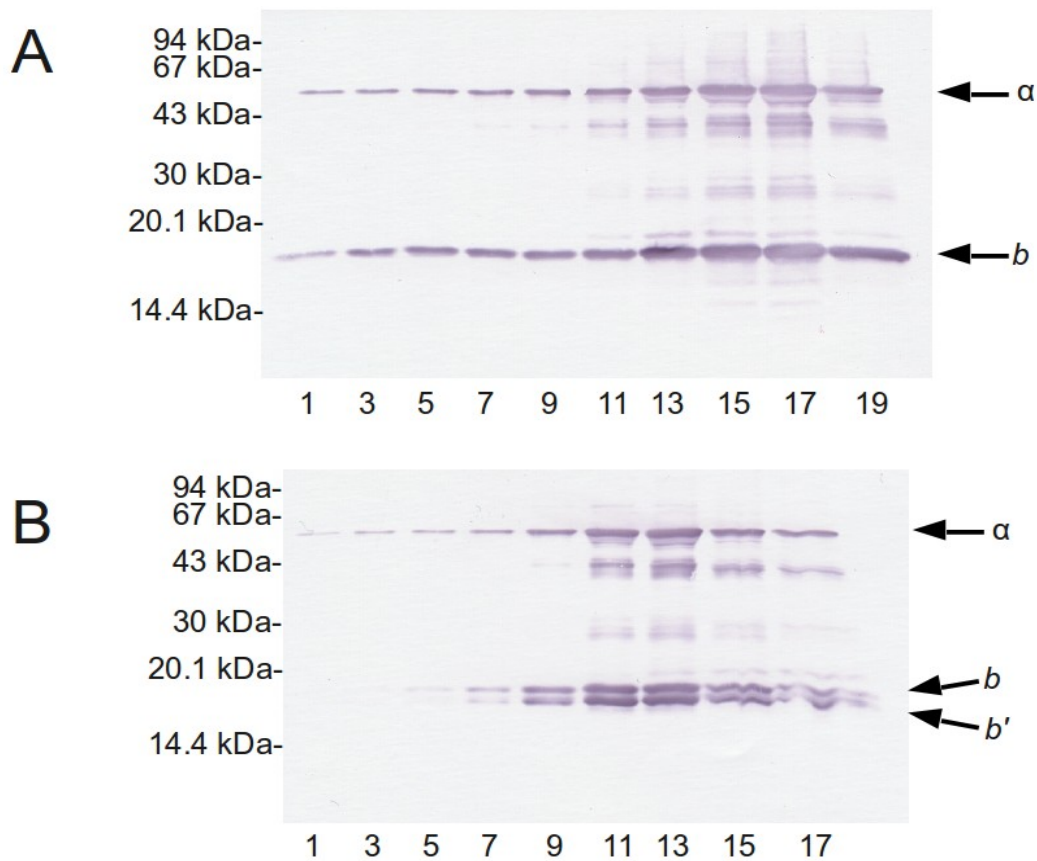 A
94 kDa-
67 kDa-
43 kDa-
30 kDa-
20.1 kDa-
14.4 kDa-
α
b
1 3 5 7 9 11 13 15 17 19
B
94 kDa-
67 kDa-
43 kDa-
30 kDa-
20.1 kDa-
14.4 kDa-
α
b
b'
1 3 5 7 9 11 13 15 17